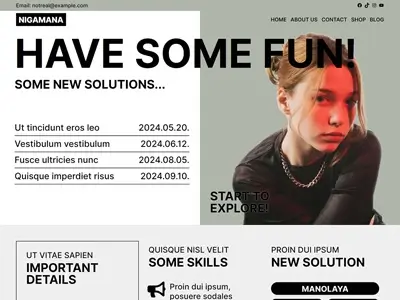 Email: notreal@example.com
NIGAMANA
HOME ABOUT US CONTACT SHOP BLOG
HAVE SOME FUN!
SOME NEW SOLUTIONS...
Ut tincidunt eros leo 2024.05.20.
Vestibulum vestibulum 2024.06.12.
Fusce ultricies nunc 2024.08.05.
Quisque imperdiet risus 2024.09.10.
START TO
EXPLORE!
UT VITAE SAPIEN
IMPORTANT
DETAILS
QUISQUE NISL VELIT
SOME SKILLS
Proin dui ipsum,
posuere sodales
PROIN DUI IPSUM
NEW SOLUTION
MANOLAYA